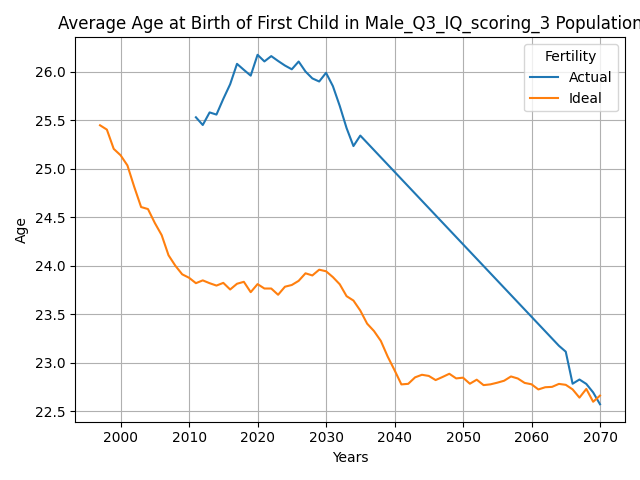 Average Age at Birth of First Child in Male_Q3_IQ_scoring_3 Population
Fertility
Actual
Ideal
26.0
25.5
25.0
24.5
24.0
23.5
23.0
22.5
Age
2000 2010 2020 2030 2040 2050 2060 2070
Years